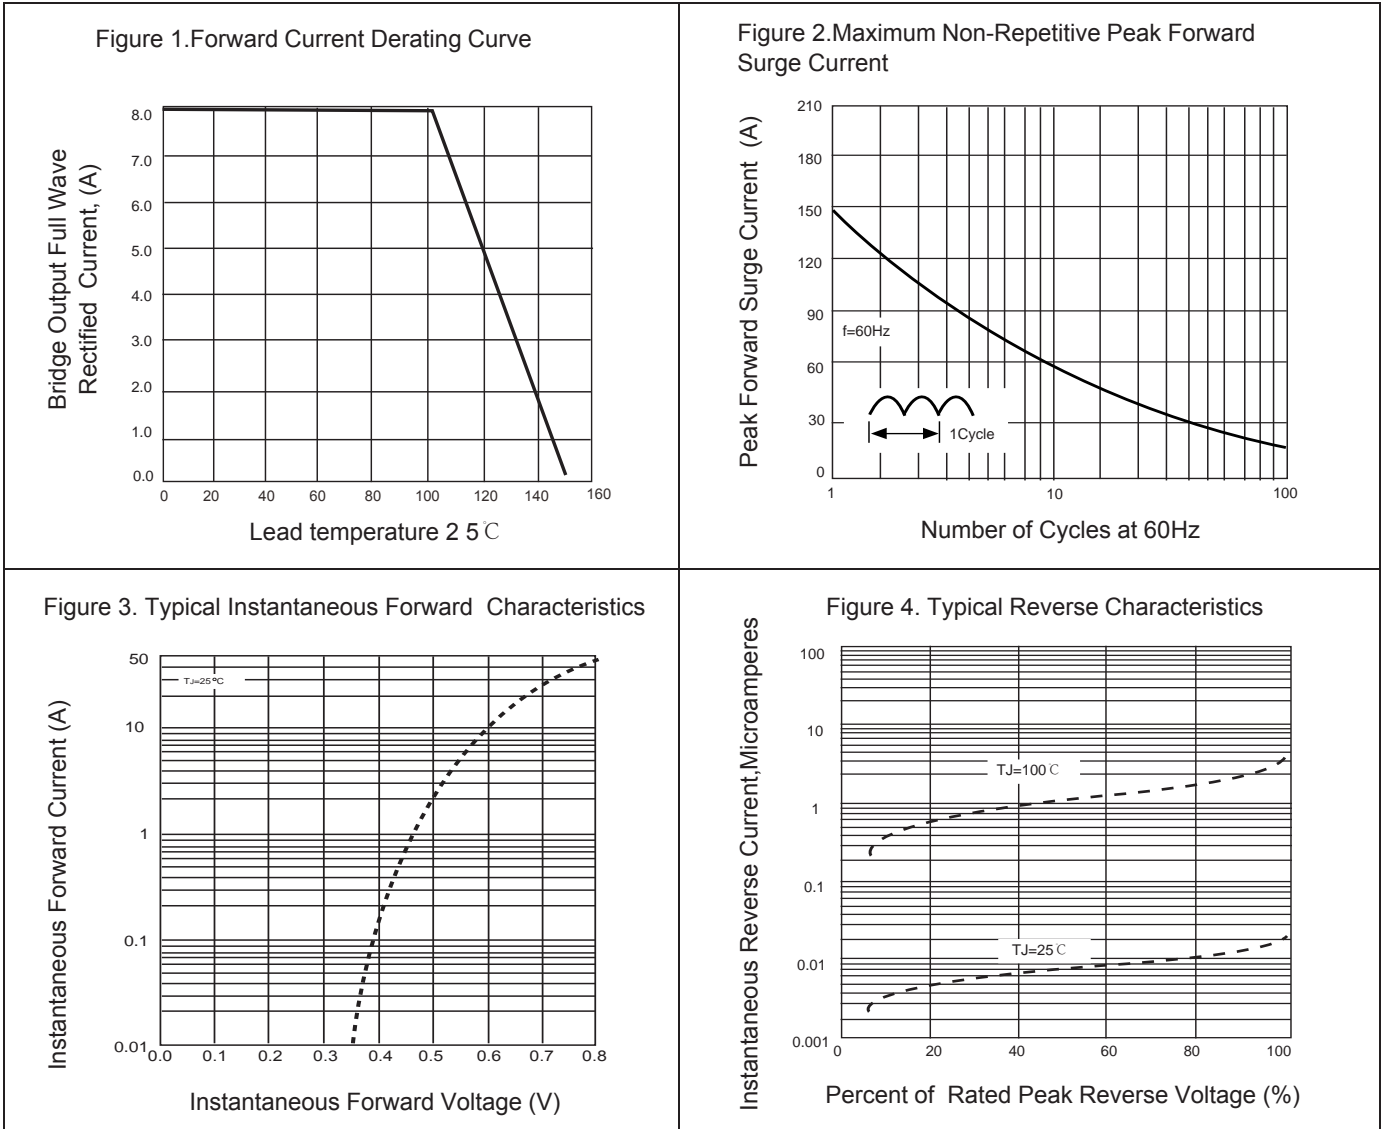 Figure 1.Forward Current Derating Curve
Bridge Output Full Wave
Rectified Current, (A)
8.0
7.0
6.0
5.0
4.0
3.0
2.0
1.0
0.0
0 20 40 60 80 100 120 140 160
Lead temperature 2 5℃
Figure 2.Maximum Non-Repetitive Peak Forward
Surge Current
Peak Forward Surge Current (A)
210
180
150
120
90
60
30
0
f=60Hz
1Cycle
1 10 100
Number of Cycles at 60Hz
Figure 3. Typical Instantaneous Forward Characteristics
Instantaneous Forward Current (A)
50
10
1
0.1
0.01
TJ=25°C
0.0 0.1 0.2 0.3 0.4 0.5 0.6 0.7 0.8
Instantaneous Forward Voltage (V)
Figure 4. Typical Reverse Characteristics
Instantaneous Reverse Current,Microamperes
100
10
1
0.1
0.01
0.001
TJ=100℃
TJ=25℃
0 20 40 60 80 100
Percent of Rated Peak Reverse Voltage (%)